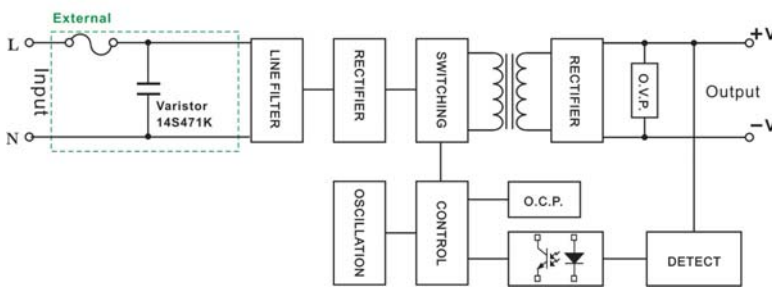 External
L
Input
N
Varistor
14S471K
LINE FILTER
RECTIFIER
SWITCHING
RECTIFIER
O.V.P.
+V
Output
-V
OSCILLATION
CONTROL
O.C.P.
DETECT